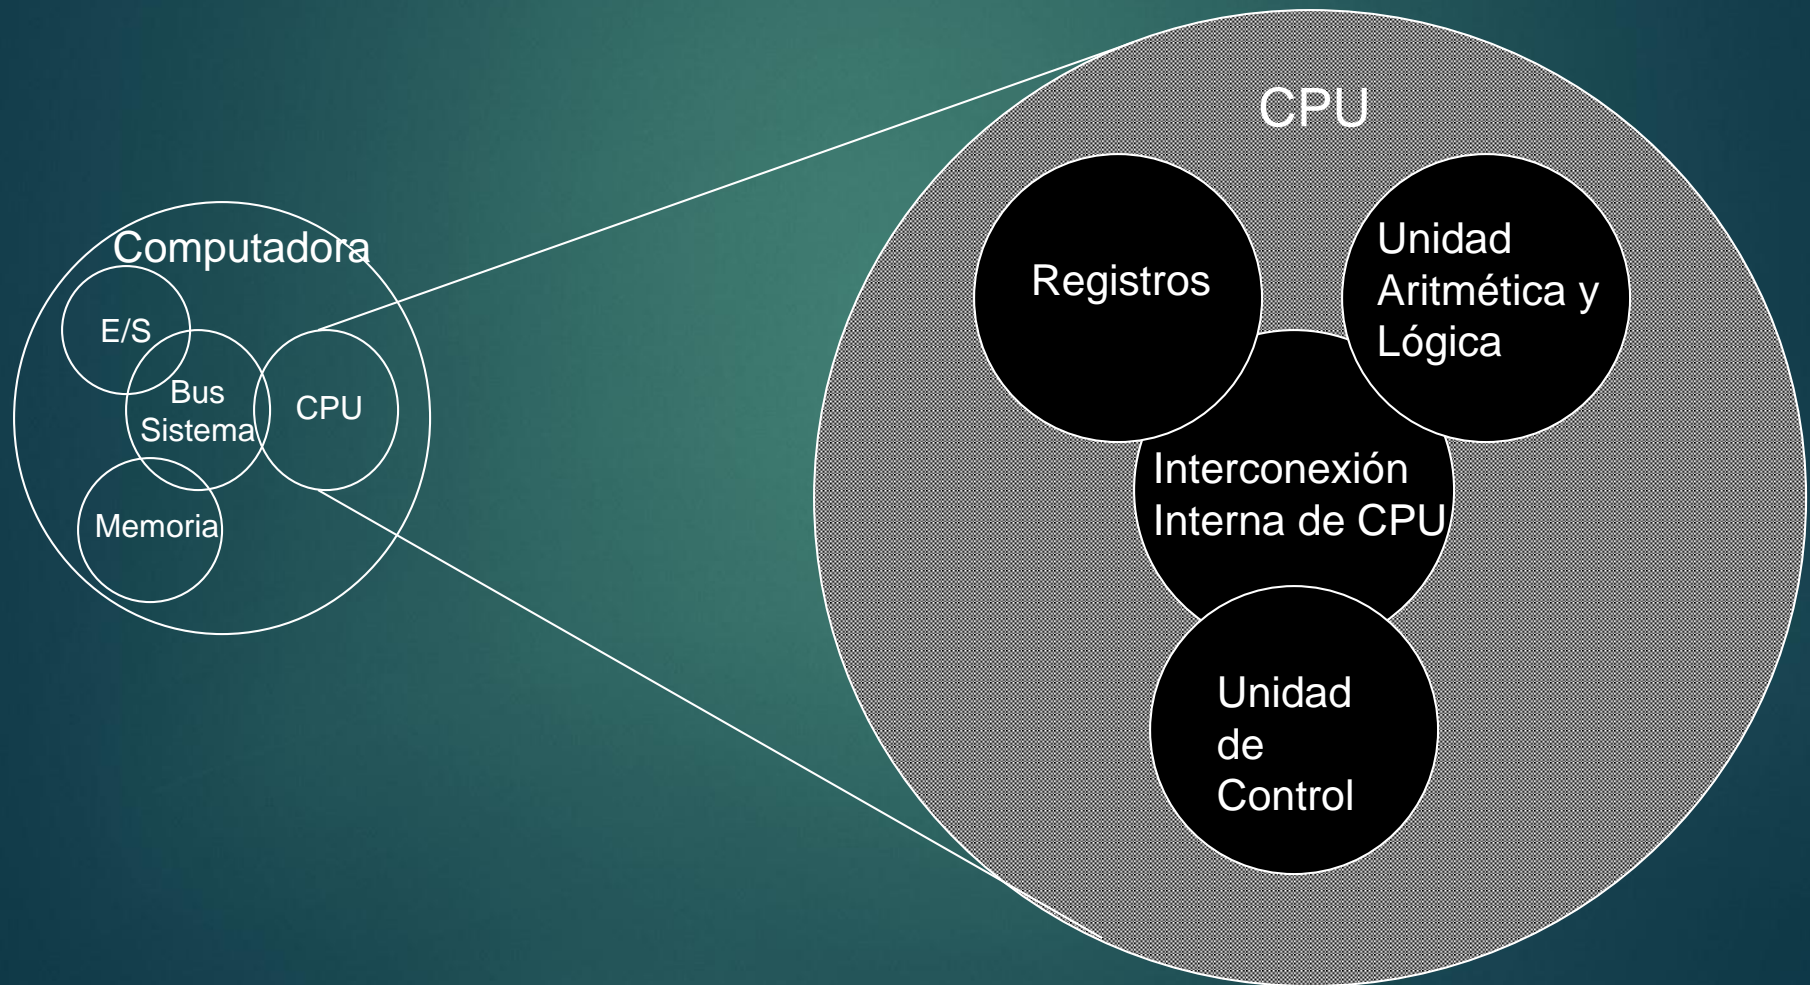 Computadora
E/S
Bus
Sistema
CPU
Memoria
CPU
Registros
Unidad
Aritmética y
Lógica
Interconexión
Interna de CPU
Unidad
de
Control